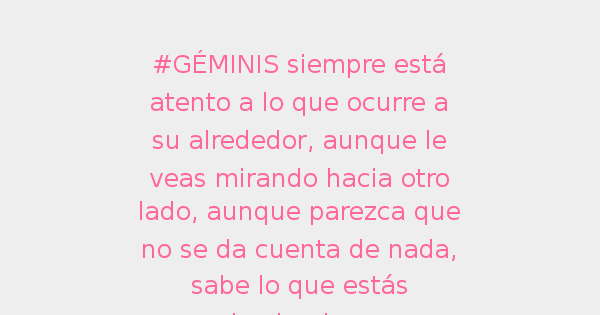 #GÉMINIS siempre está
atento a lo que ocurre a
su alrededor, aunque le
veas mirando hacia otro
lado, aunque parezca que
no se da cuenta de nada,
sabe lo que estás